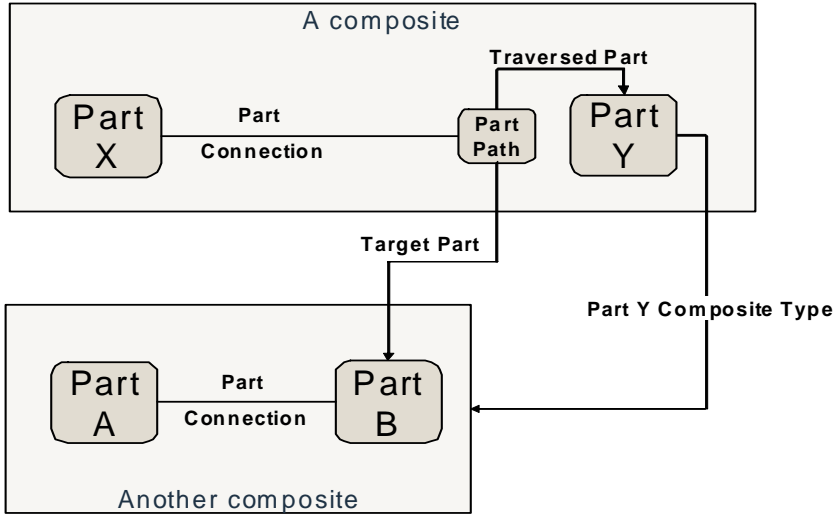 A composite
Traversed Part
Part
X
Part
Connection
Part
Path
Part
Y
Target Part
Part Y Composite Type
Part
A
Part
Connection
Part
B
Another composite